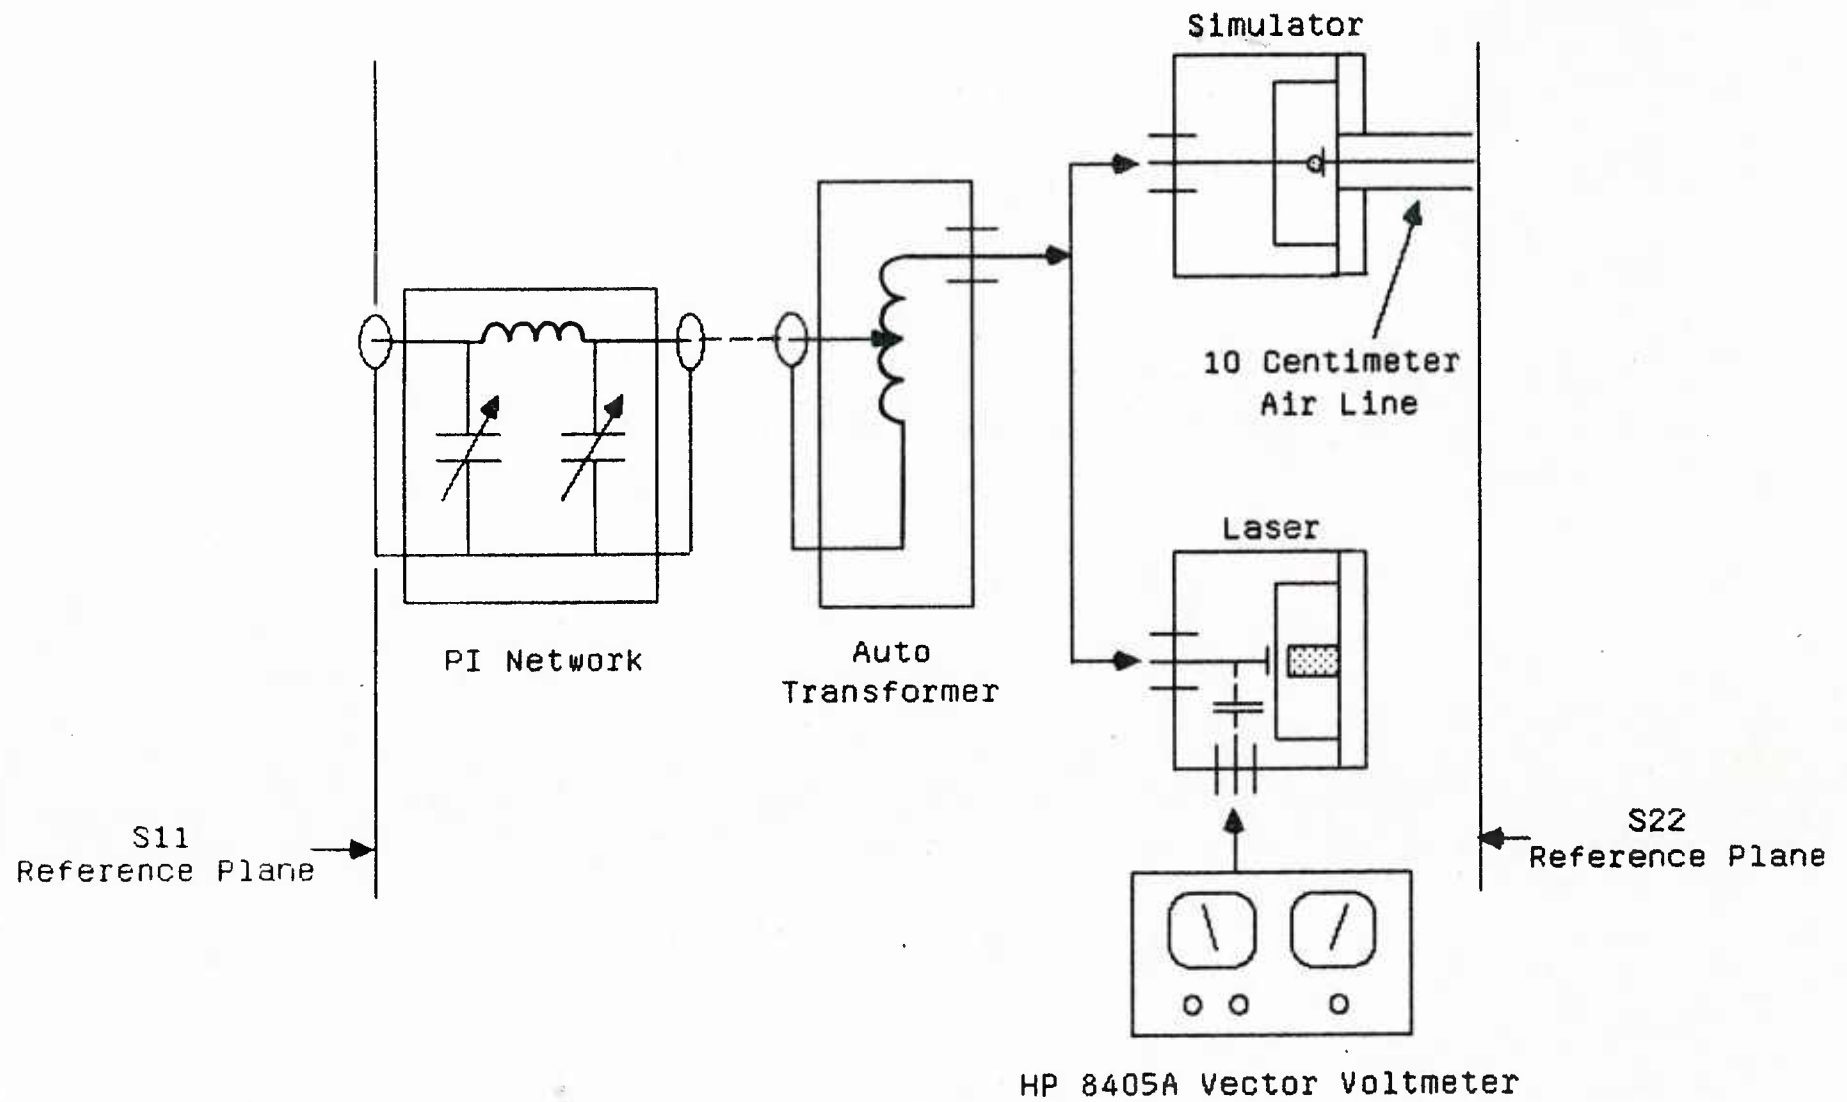 Simulator
10 Centimeter
Air Line
Laser
PI Network
Auto
Transformer
S11
Reference Plane
S22
Reference Plane
HP 8405A Vector Voltmeter